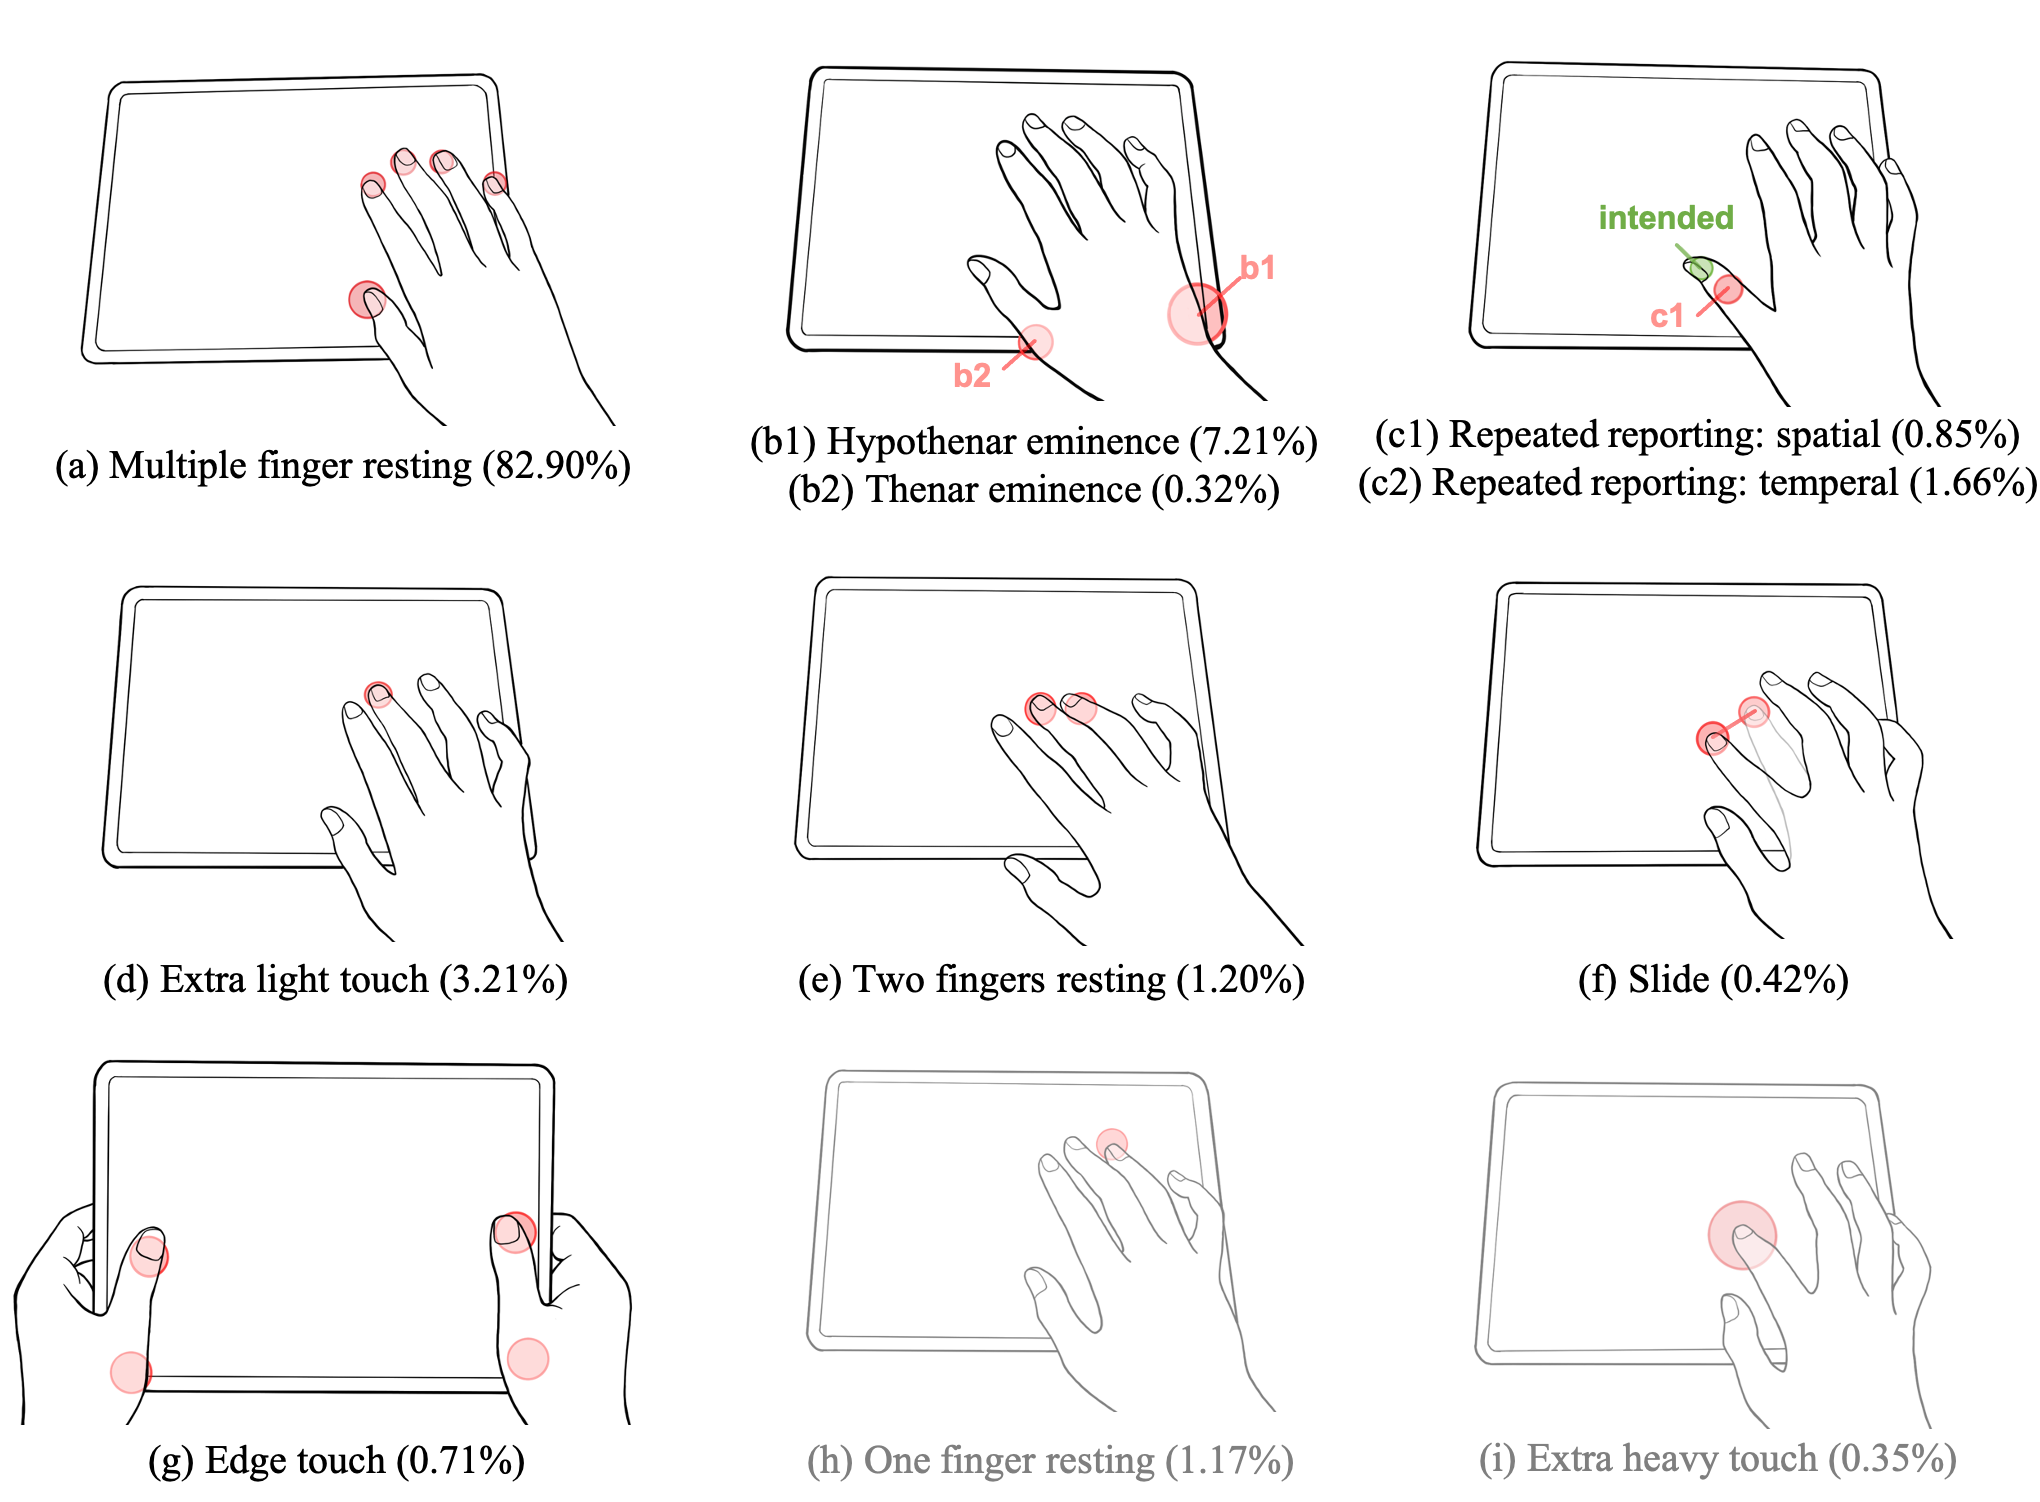 intended
b1
c1
b2
(a) Multiple finger resting (82.90%)
(b1) Hypothenar eminence (7.21%)
(b2) Thenar eminence (0.32%)
(c1) Repeated reporting: spatial (0.85%)
(c2) Repeated reporting: temperal (1.66%)
(d) Extra light touch (3.21%)
(e) Two fingers resting (1.20%)
(f) Slide (0.42%)
(g) Edge touch (0.71%)
(h) One finger resting (1.17%)
(i) Extra heavy touch (0.35%)